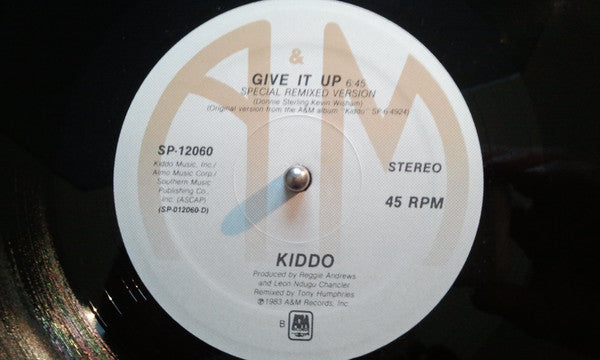 &
A M
GIVE IT UP 6:45
SPECIAL REMIXED VERSION
(Donnie Sterling Kevin Wisham)
(Original version from the A&M album "Kiddo" SP-6-4924)
SP-12060
Kiddo Music, Inc./
Almo Music Corp./
Southern Music
Publishing Co.,
Inc. (ASCAP)
(SP-012060-D)
STEREO
45 RPM
KIDDO
Produced by Reggie Andrews
and Leon Ndugu Chancler
Remixed by Tony Humphries
℗1983 A&M Records, Inc.
B